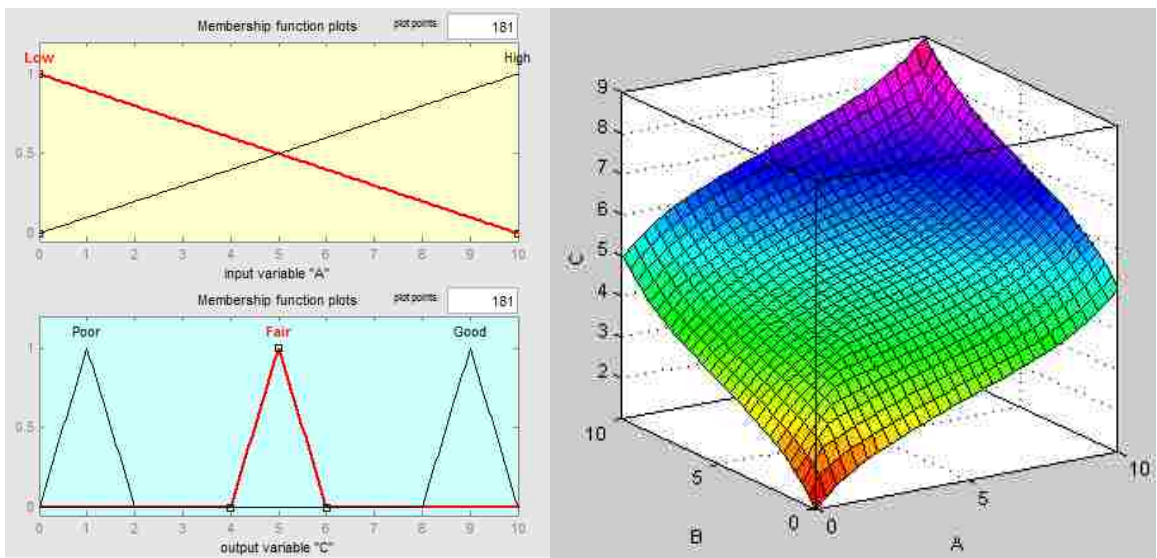 Membership function plots
plot points:
181
Low
High
1
0.5
0
0 1 2 3 4 5 6 7 8 9 10
input variable "A"
Membership function plots
plot points:
181
Poor
Fair
Good
1
0.5
0
0 1 2 3 4 5 6 7 8 9 10
output variable "C"
9
8
7
6
5
4
3
2
C
10
5
0
B
0
5
10
A